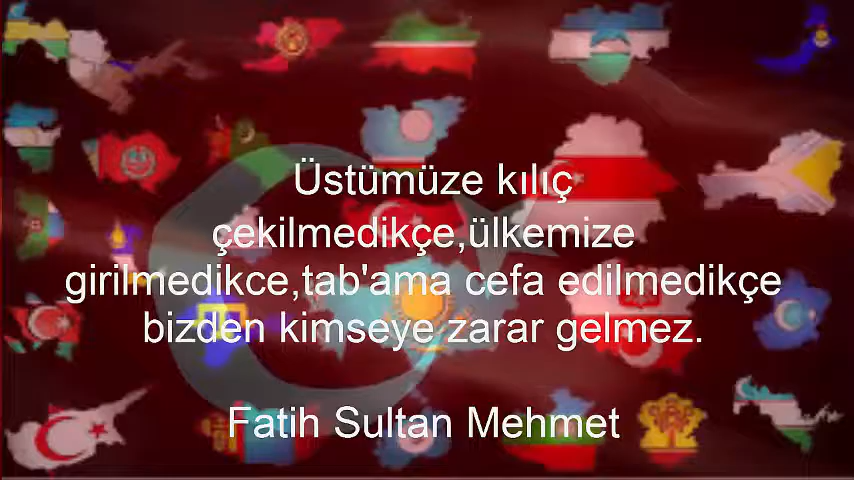 Üstümüze kılıç
çekilmedikçe,ülkemize
girilmedikce,tab'ama cefa edilmedikçe
bizden kimseye zarar gelmez.
Fatih Sultan Mehmet